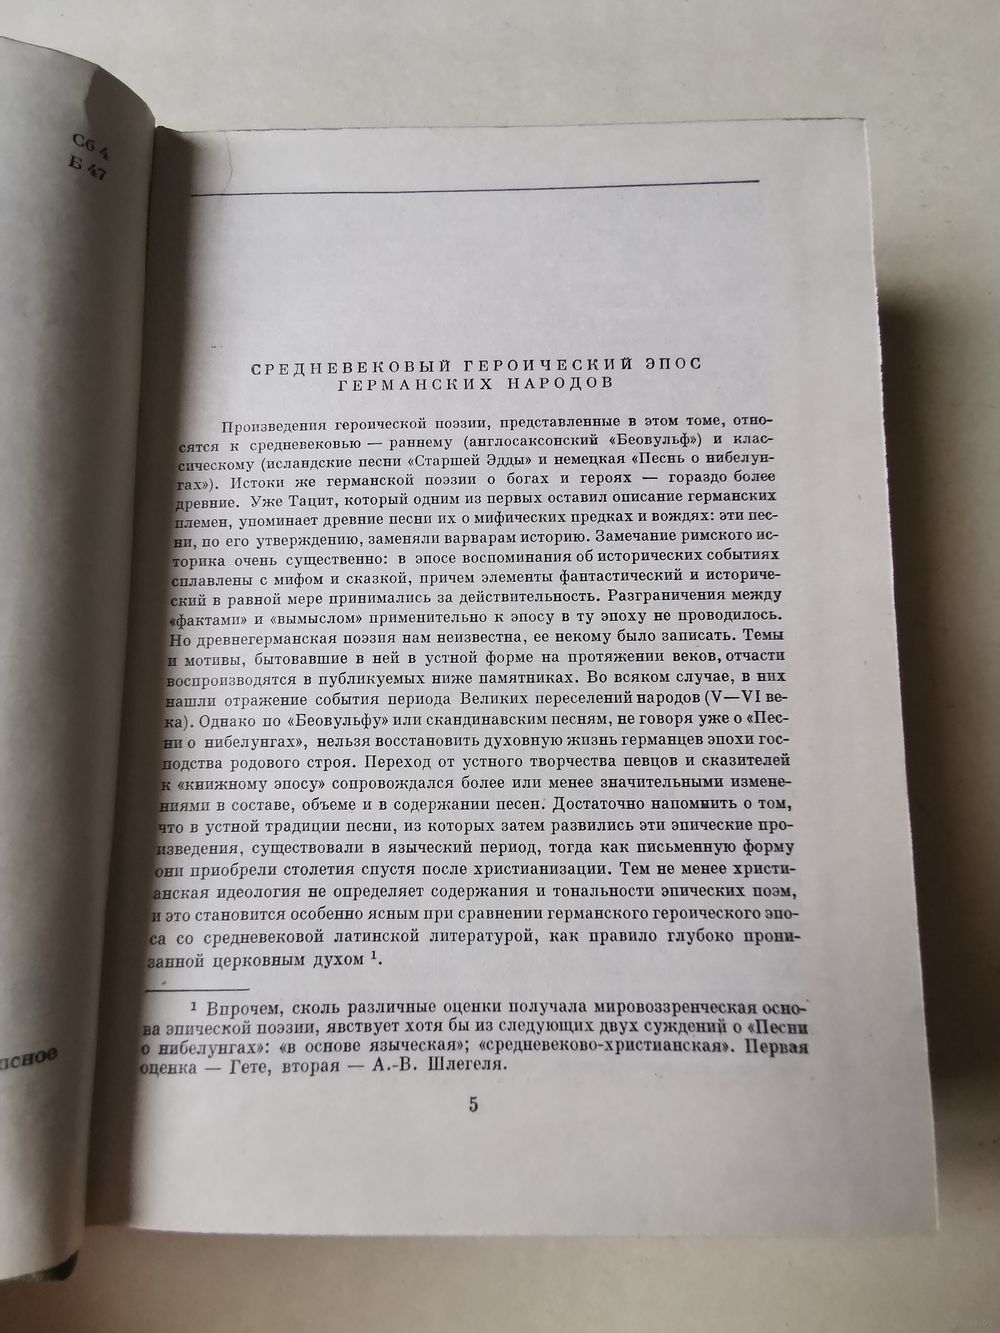 Сб 4
Б 47
СРЕДНЕВЕКОВЫЙ ГЕРОИЧЕСКИЙ ЭПОС
ГЕРМАНСКИХ НАРОДОВ
Произведения героической поэзии, представленные в этом томе, отно-
сятся к средневековью — раннему (англосаксонский «Беовульф») и клас-
сическому (исландские песни «Старшей Эдды» и немецкая «Песнь о нибелун-
гах»). Истоки же германской поэзии о богах и героях — гораздо более
древние. Уже Тацит, который одним из первых оставил описание германских
племен, упоминает древние песни их о мифических предках и вождях: эти пес-
ни, по его утверждению, заменяли варварам историю. Замечание римского ис-
торика очень существенно: в эпосе воспоминания об исторических событиях
сплавлены с мифом и сказкой, причем элементы фантастический и историче-
ский в равной мере принимались за действительность. Разграничения между
«фактами» и «вымыслом» применительно к эпосу в ту эпоху не проводилось.
Но древнегерманская поэзия нам неизвестна, ее некому было записать. Темы
и мотивы, бытовавшие в ней в устной форме на протяжении веков, отчасти
воспроизводятся в публикуемых ниже памятниках. Во всяком случае, в них
нашли отражение события периода Великих переселений народов (V—VI ве-
ка). Однако по «Беовульфу» или скандинавским песням, не говоря уже о «Пес-
ни о нибелунгах», нельзя восстановить духовную жизнь германцев эпохи гос-
подства родового строя. Переход от устного творчества певцов и сказителей
к «книжному эпосу» сопровождался более или менее значительными измене-
ниями в составе, объеме и в содержании песен. Достаточно напомнить о том,
что в устной традиции песни, из которых затем развились эти эпические про-
изведения, существовали в языческий период, тогда как письменную форму
они приобрели столетия спустя после христианизации. Тем не менее христи-
анская идеология не определяет содержания и тональности эпических поэм,
и это становится особенно ясным при сравнении германского героического эпо-
са со средневековой латинской литературой, как правило глубоко прони-
занной церковным духом ¹.
¹ Впрочем, сколь различные оценки получала мировоззренческая осно-
ва эпической поэзии, явствует хотя бы из следующих двух суждений о «Песни
о нибелунгах»: «в основе языческая»; «средневеково-христианская». Первая
оценка — Гете, вторая — А.-В. Шлегеля.
5